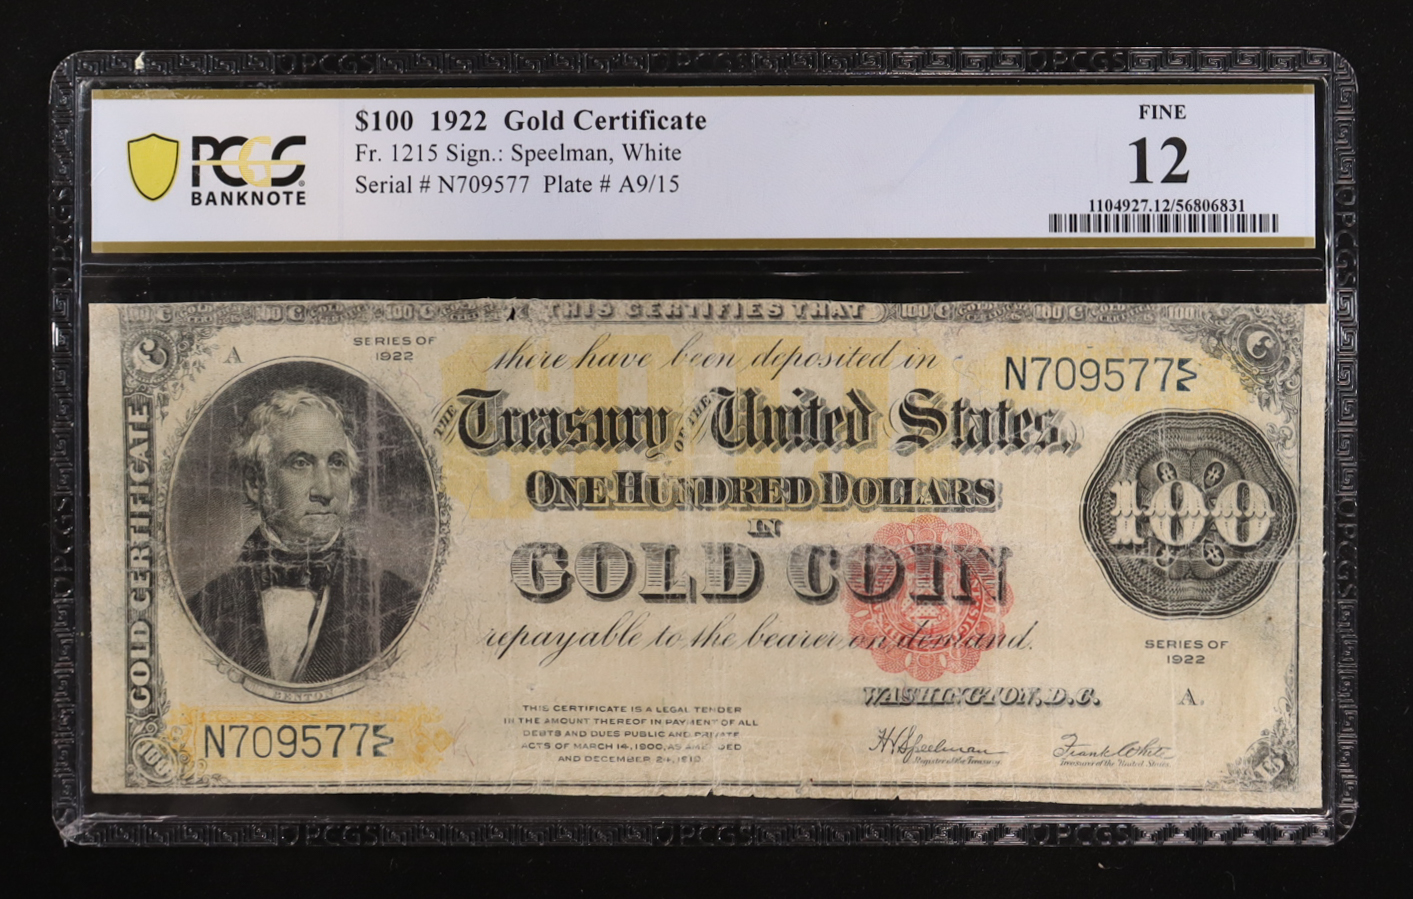 PCGS
BANKNOTE
$100 1922 Gold Certificate
Fr. 1215 Sign.: Speelman, White
Serial # N709577 Plate # A9/15
FINE
12
1104927.12/56806831
THIS CERTIFIES THAT
A
SERIES OF
1922
there have been deposited in
N709577
THE Treasury OF THE United States,
ONE HUNDRED DOLLARS
IN
GOLD COIN
repayable to the bearer on demand.
100
GOLD CERTIFICATE
BENTON
SERIES OF
1922
WASHINGTON, D.C.
A
N709577
THIS CERTIFICATE IS A LEGAL TENDER
IN THE AMOUNT THEREOF IN PAYMENT OF ALL
DEBTS AND DUES PUBLIC AND PRIVATE
ACTS OF MARCH 14, 1900, AS AMENDED
AND DECEMBER 24, 1919
H V Speelman
Register of the Treasury.
Frank White
Treasurer of the United States.